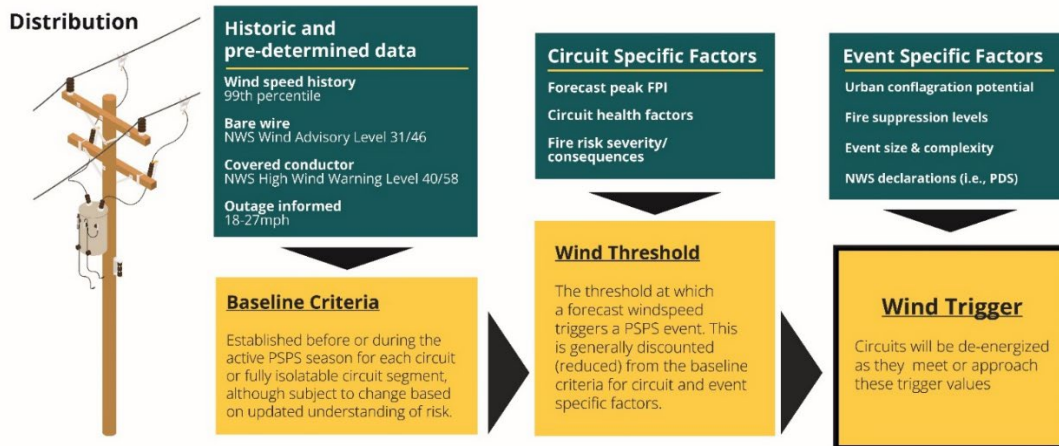 Distribution
Historic and
pre-determined data
Wind speed history
99th percentile
Bare wire
NWS Wind Advisory Level 31/46
Covered conductor
NWS High Wind Warning Level 40/58
Outage informed
18-27mph
Baseline Criteria
Established before or during the
active PSPS season for each circuit
or fully isolatable circuit segment,
although subject to change based
on updated understanding of risk.
Circuit Specific Factors
Forecast peak FPI
Circuit health factors
Fire risk severity/
consequences
Wind Threshold
The threshold at which
a forecast windspeed
triggers a PSPS event. This
is generally discounted
(reduced) from the baseline
criteria for circuit and event
specific factors.
Event Specific Factors
Urban conflagration potential
Fire suppression levels
Event size & complexity
NWS declarations (i.e., PDS)
Wind Trigger
Circuits will be de-energized
as they meet or approach
these trigger values